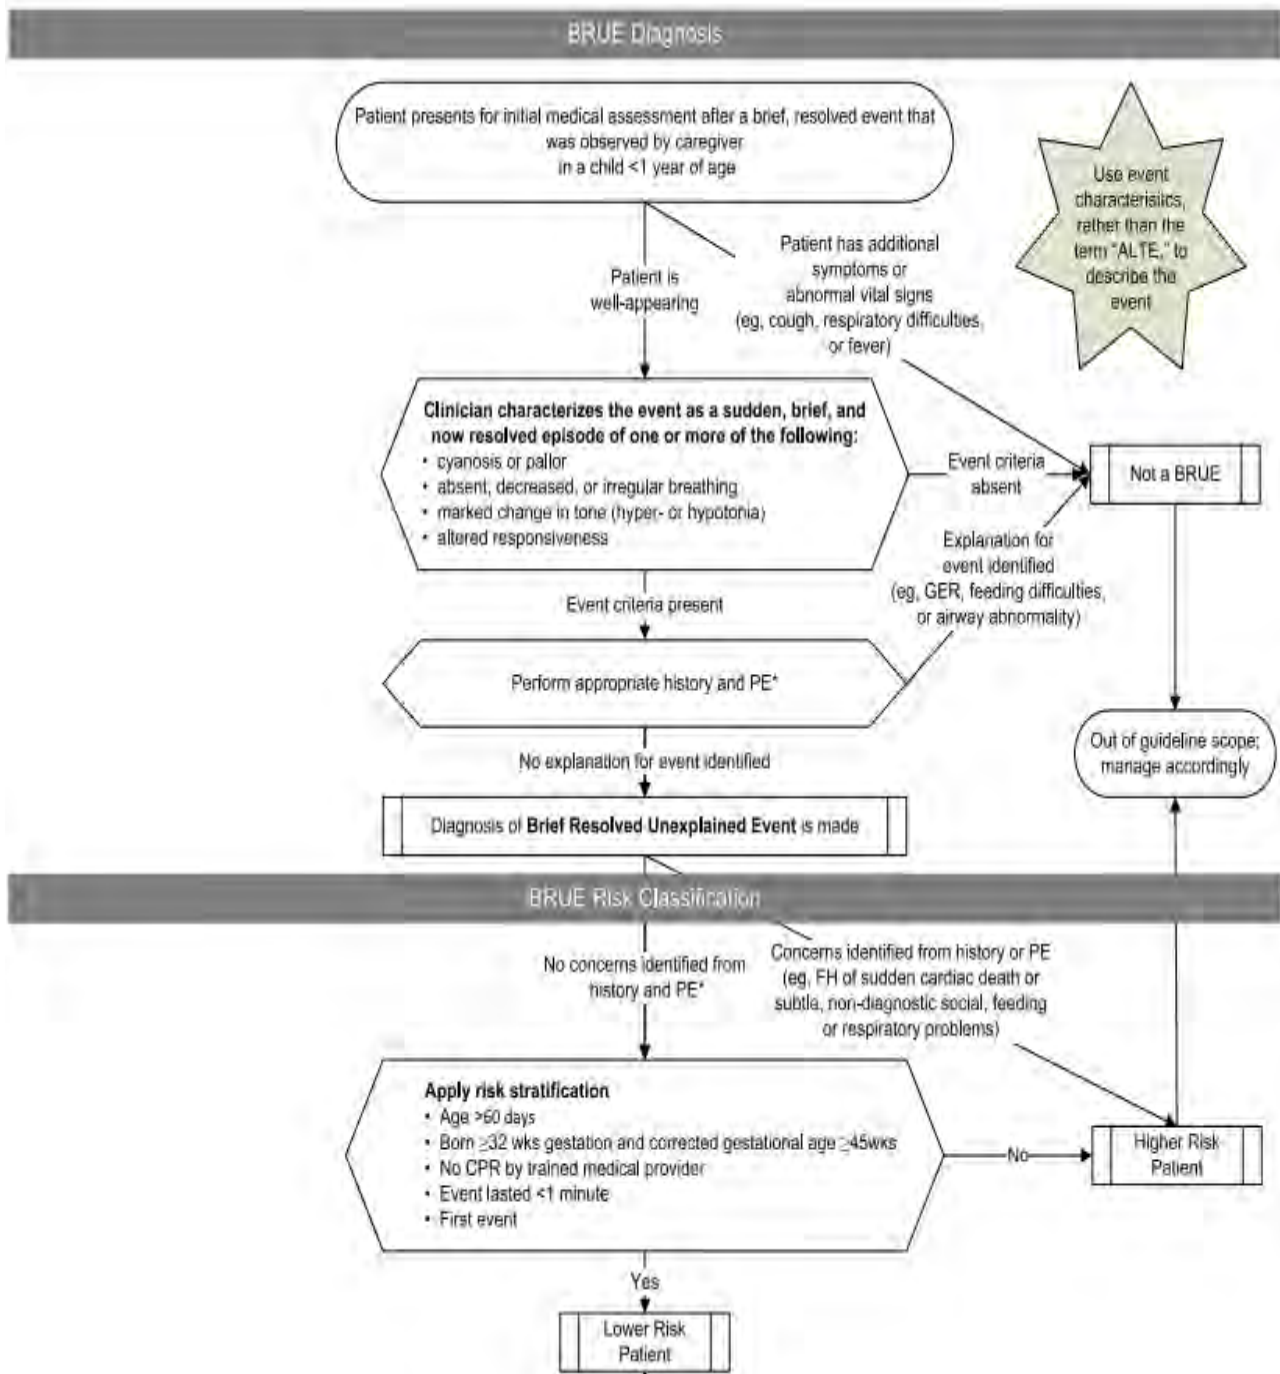 BRUE Diagnosis
Patient presents for initial medical assessment after a brief, resolved event that
was observed by caregiver
in a child <1 year of age
Use event
characterisitcs,
rather than the
term “ALTE,” to
describe the
event
Patient is
well-appearing
Patient has additional
symptoms or
abnormal vital signs
(eg, cough, respiratory difficulties,
or fever)
Clinician characterizes the event as a sudden, brief, and
now resolved episode of one or more of the following:
• cyanosis or pallor
• absent, decreased, or irregular breathing
• marked change in tone (hyper- or hypotonia)
• altered responsiveness
Event criteria
absent
Not a BRUE
Explanation for
event identified
(eg, GER, feeding difficulties,
or airway abnormality)
Event criteria present
Perform appropriate history and PE*
No explanation for event identified
Out of guideline scope;
manage accordingly
Diagnosis of Brief Resolved Unexplained Event is made
BRUE Risk Classification
No concerns identified from
history and PE*
Concerns identified from history or PE
(eg, FH of sudden cardiac death or
subtle, non-diagnostic social, feeding
or respiratory problems)
Apply risk stratification
• Age >60 days
• Born ≥32 wks gestation and corrected gestational age ≥45wks
• No CPR by trained medical provider
• Event lasted <1 minute
• First event
No
Higher Risk
Patient
Yes
Lower Risk
Patient